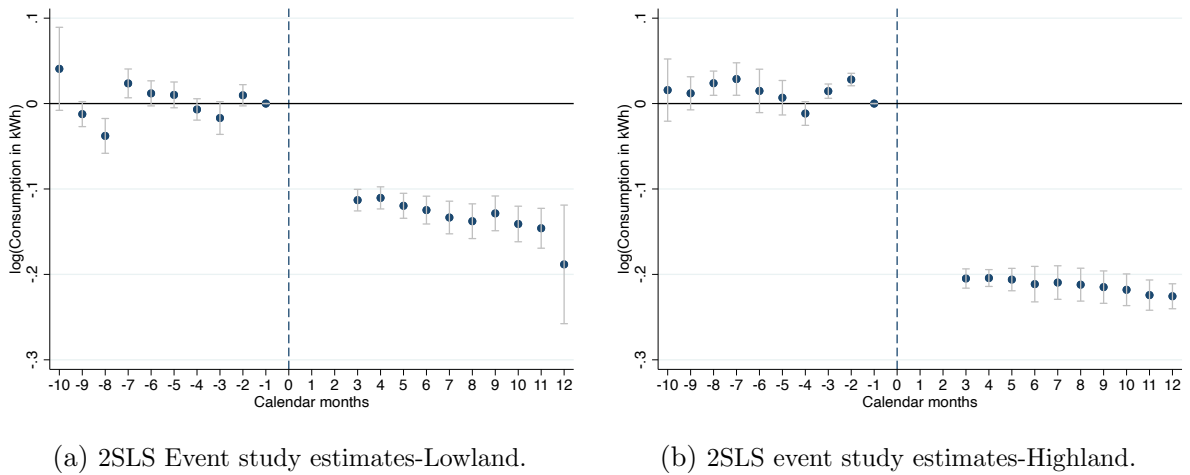 .1
0
-.1
-.2
-.3
log(Consumption in kWh)
-10 -9 -8 -7 -6 -5 -4 -3 -2 -1 0 1 2 3 4 5 6 7 8 9 10 11 12
Calendar months
(a) 2SLS Event study estimates-Lowland.
.1
0
-.1
-.2
-.3
log(Consumption in kWh)
-10 -9 -8 -7 -6 -5 -4 -3 -2 -1 0 1 2 3 4 5 6 7 8 9 10 11 12
Calendar months
(b) 2SLS event study estimates-Highland.